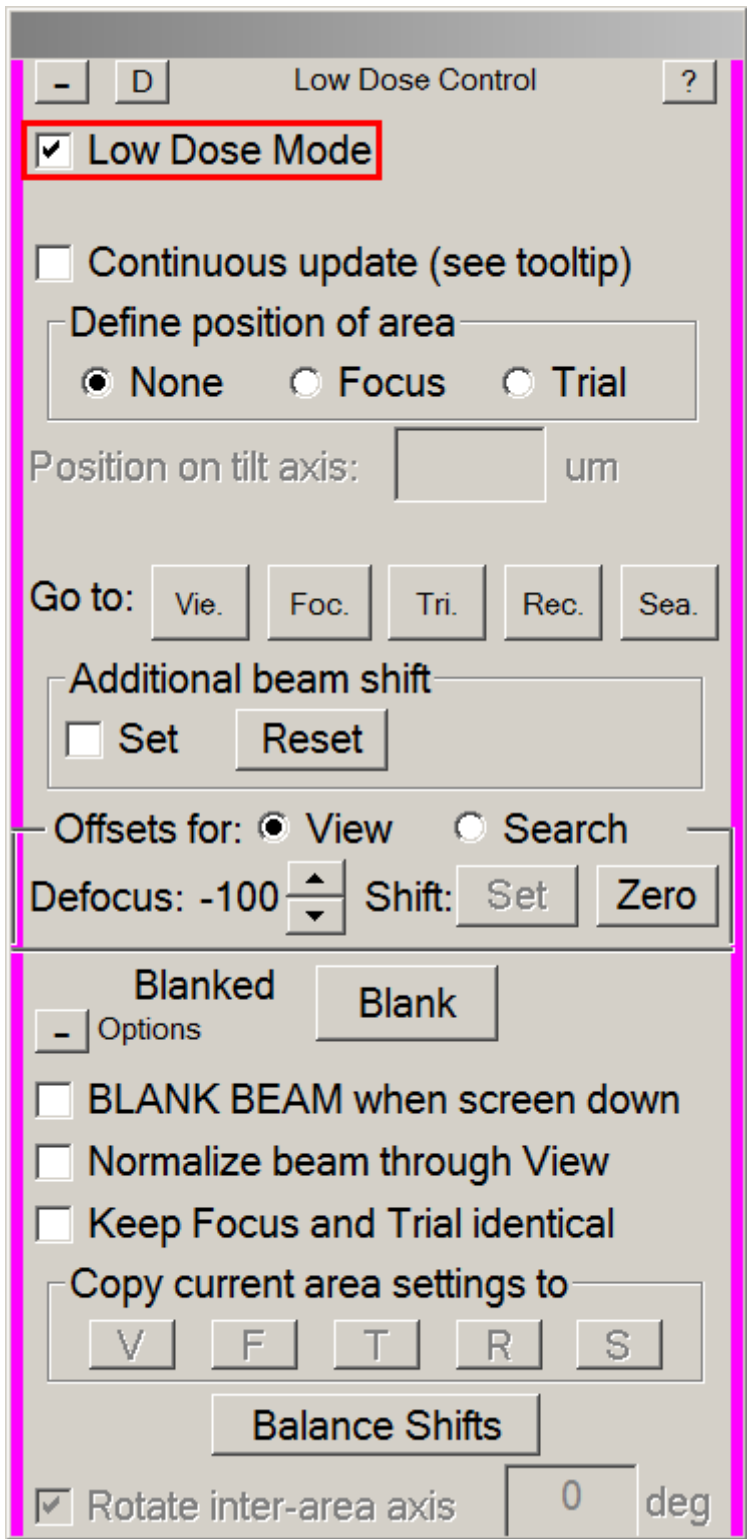 - D Low Dose Control ?
Low Dose Mode
Continuous update (see tooltip)
Define position of area
None Focus Trial
Position on tilt axis: um
Go to: Vie. Foc. Tri. Rec. Sea.
Additional beam shift
Set Reset
Offsets for: View Search
Defocus: -100 Shift: Set Zero
Blanked Blank
- Options
BLANK BEAM when screen down
Normalize beam through View
Keep Focus and Trial identical
Copy current area settings to
V F T R S
Balance Shifts
Rotate inter-area axis 0 deg